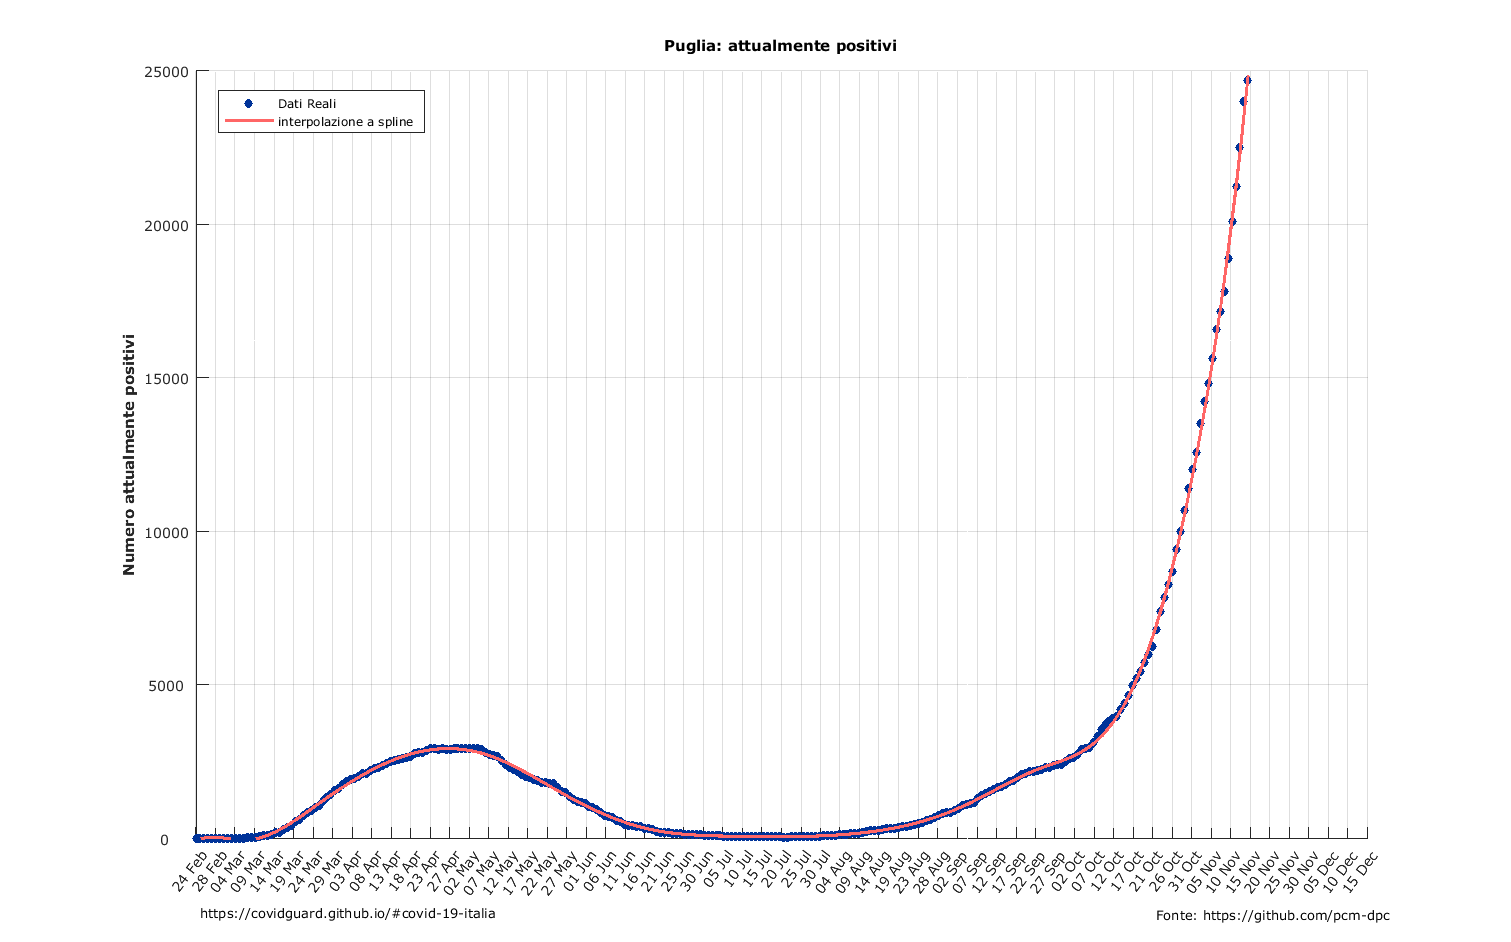 Puglia: attualmente positivi
Dati Reali
interpolazione a spline
Numero attualmente positivi
25000
20000
15000
10000
5000
0
24 Feb
28 Feb
04 Mar
09 Mar
14 Mar
19 Mar
24 Mar
29 Mar
03 Apr
08 Apr
13 Apr
18 Apr
23 Apr
27 Apr
02 May
07 May
12 May
17 May
22 May
27 May
01 Jun
06 Jun
11 Jun
16 Jun
21 Jun
25 Jun
30 Jun
05 Jul
10 Jul
15 Jul
20 Jul
25 Jul
30 Jul
04 Aug
09 Aug
14 Aug
19 Aug
23 Aug
28 Aug
02 Sep
07 Sep
12 Sep
17 Sep
22 Sep
27 Sep
02 Oct
07 Oct
12 Oct
17 Oct
21 Oct
26 Oct
31 Oct
05 Nov
10 Nov
15 Nov
20 Nov
25 Nov
30 Nov
05 Dec
10 Dec
15 Dec
https://covidguard.github.io/#covid-19-italia
Fonte: https://github.com/pcm-dpc